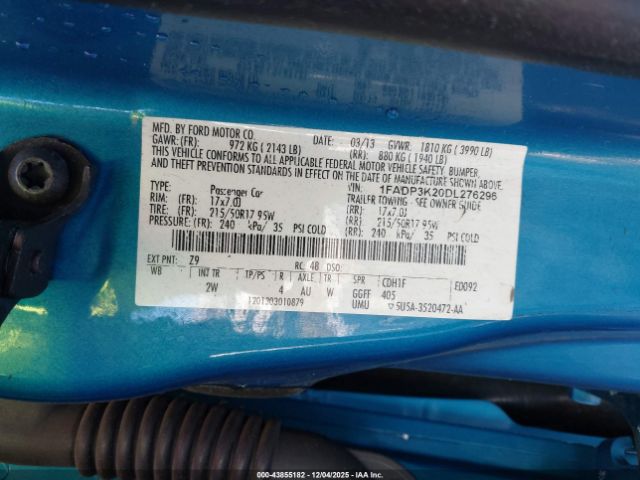 MFD. BY FORD MOTOR CO. DATE: 03/13 GVWR: 1810 KG (3990 LB)
GAWR: (FR) 972 KG (2143 LB) (RR) 880 KG (1940 LB)
THIS VEHICLE CONFORMS TO ALL APPLICABLE FEDERAL MOTOR VEHICLE SAFETY, BUMPER,
AND THEFT PREVENTION STANDARDS IN EFFECT ON THE DATE OF MANUFACTURE SHOWN ABOVE.
VIN: 1FADP3K20DL276296
TYPE: Passenger Car TRAILER TOWING - SEE OWNER GUIDE
RIM: (FR) 17x7.0J (RR) 17x7.0J
TIRE: (FR) 215/50R17 95W (RR) 215/50R17 95W
PRESSURE: (FR) 240 kPa/ 35 PSI COLD (RR) 240 kPa/ 35 PSI COLD
EXT PNT: Z9 RC: 48 DSO:
WB INT TR TP/PS R AXLE TR SPR CDH1F ED092
2W 4 AU W GGFF 405
1201303010879 UMU 5U5A-3520472-AA
000-43855182 - 12/04/2025 - IAAI.COM